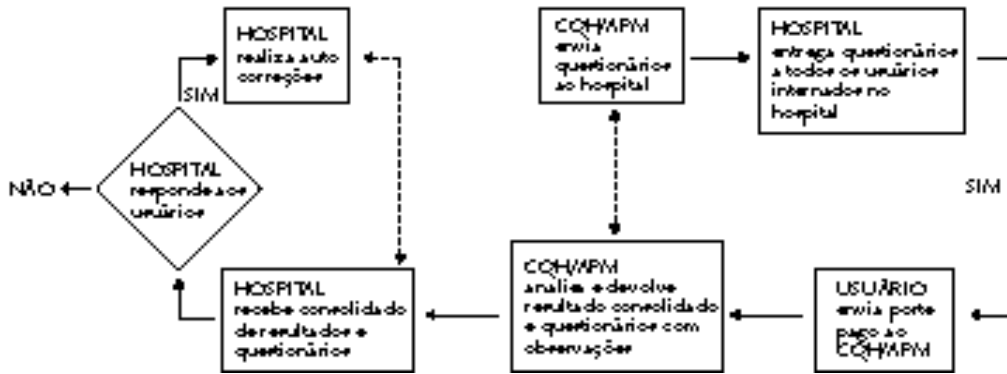 HOSPITAL
realiza auto
correções
CQH/APM
envia
questionários
ao hospital
HOSPITAL
entrega questionários
a todos os usuários
internados no
hospital
SIM
SIM
NÃO
HOSPITAL
responde aos
usuários
HOSPITAL
recebe consolidado
de resultados e
questionários
CQH/APM
analisa e devolve
resultado consolidado
e questionários com
observações
USUÁRIO
envia porte
pago ao
CQH/APM